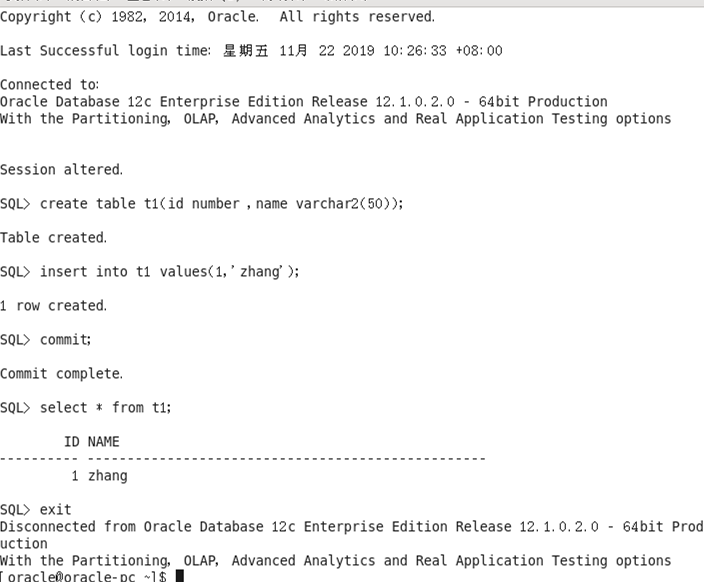 Copyright (c) 1982, 2014, Oracle.  All rights reserved.
Last Successful login time: 星期五 11月 22 2019 10:26:33 +08:00
Connected to:
Oracle Database 12c Enterprise Edition Release 12.1.0.2.0 - 64bit Production
With the Partitioning, OLAP, Advanced Analytics and Real Application Testing options
Session altered.
SQL> create table t1(id number ,name varchar2(50));
Table created.
SQL> insert into t1 values(1,'zhang');
1 row created.
SQL> commit;
Commit complete.
SQL> select * from t1;
        ID NAME
---------- --------------------------------------------------
         1 zhang
SQL> exit
Disconnected from Oracle Database 12c Enterprise Edition Release 12.1.0.2.0 - 64bit Prod
uction
With the Partitioning, OLAP, Advanced Analytics and Real Application Testing options
[oracle@oracle-pc ~]$